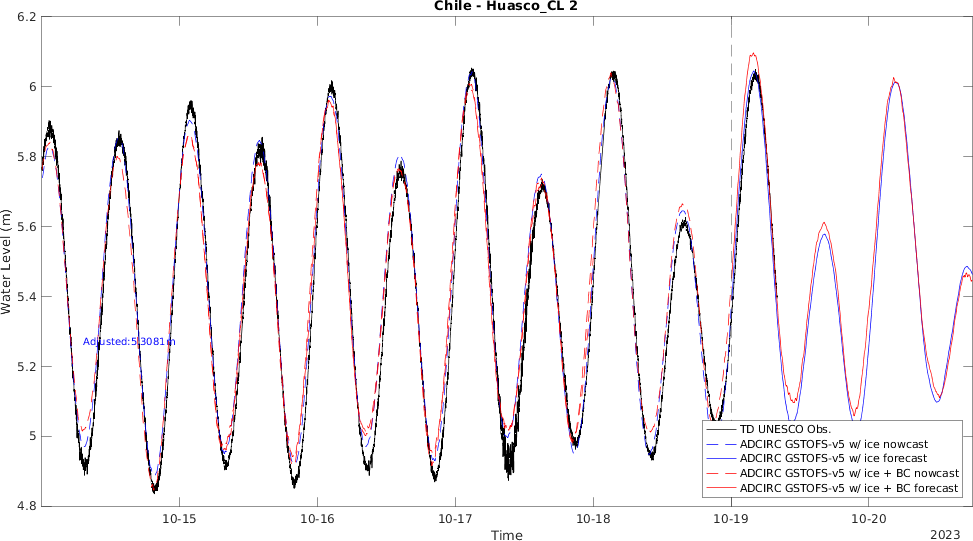 Chile - Huasco_CL 2
Water Level (m)
6.2
6
5.8
5.6
5.4
5.2
5
4.8
Adjusted:5.3081m
TD UNESCO Obs.
ADCIRC GSTOFS-v5 w/ ice nowcast
ADCIRC GSTOFS-v5 w/ ice forecast
ADCIRC GSTOFS-v5 w/ ice + BC nowcast
ADCIRC GSTOFS-v5 w/ ice + BC forecast
10-15 10-16 10-17 10-18 10-19 10-20
Time
2023